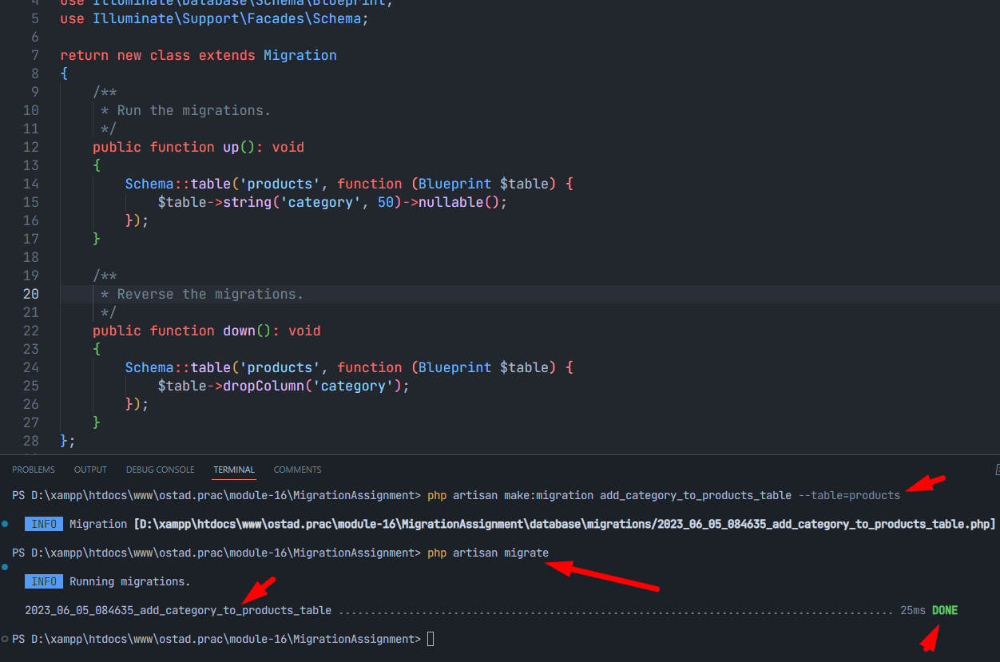 4 use Illuminate\Database\Schema\Blueprint;
5 use Illuminate\Support\Facades\Schema;
6
7 return new class extends Migration
8 {
9 /**
10 * Run the migrations.
11 */
12 public function up(): void
13 {
14 Schema::table('products', function (Blueprint $table) {
15 $table->string('category', 50)->nullable();
16 });
17 }
18
19 /**
20 * Reverse the migrations.
21 */
22 public function down(): void
23 {
24 Schema::table('products', function (Blueprint $table) {
25 $table->dropColumn('category');
26 });
27 }
28 };
PROBLEMS OUTPUT DEBUG CONSOLE TERMINAL COMMENTS
PS D:\xampp\htdocs\www\ostad.prac\module-16\MigrationAssignment> php artisan make:migration add_category_to_products_table --table=products
INFO Migration [D:\xampp\htdocs\www\ostad.prac\module-16\MigrationAssignment\database\migrations/2023_06_05_084635_add_category_to_products_table.php]
PS D:\xampp\htdocs\www\ostad.prac\module-16\MigrationAssignment> php artisan migrate
INFO Running migrations.
2023_06_05_084635_add_category_to_products_table ....................................................................................... 25ms DONE
PS D:\xampp\htdocs\www\ostad.prac\module-16\MigrationAssignment>